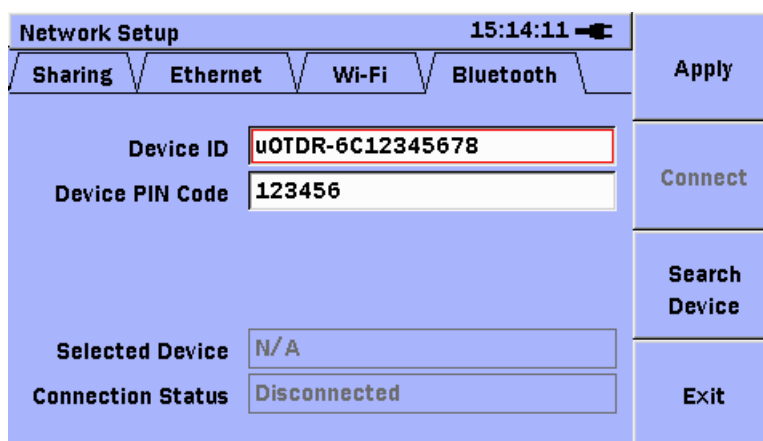 Network Setup 15:14:11
Sharing Ethernet Wi-Fi Bluetooth
Apply
Device ID uOTDR-6C12345678
Device PIN Code 123456
Connect
Search
Device
Selected Device N/A
Connection Status Disconnected
Exit